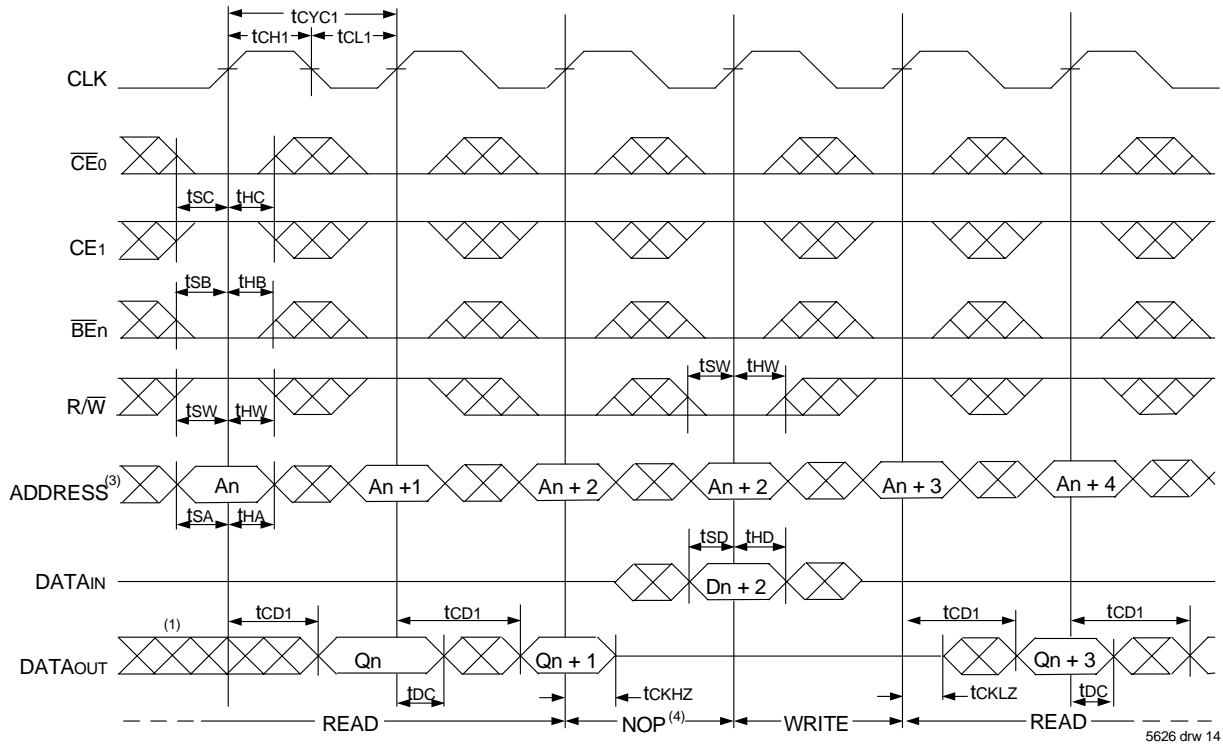 tCYC1
tCH1 tCL1
CLK
CE0
tSC tHC
CE1
tSB tHB
BEn
tSW tHW
R/W
tSW tHW
ADDRESS(3) An An +1 An + 2 An + 2 An + 3 An + 4
tSA tHA
tSD tHD
DATAIN Dn + 2
tCD1 tCD1 tCD1 tCD1
(1)
DATAOUT Qn Qn + 1 Qn + 3
tDC tCKHZ tCKLZ tDC
READ NOP(4) WRITE READ
5626 drw 14